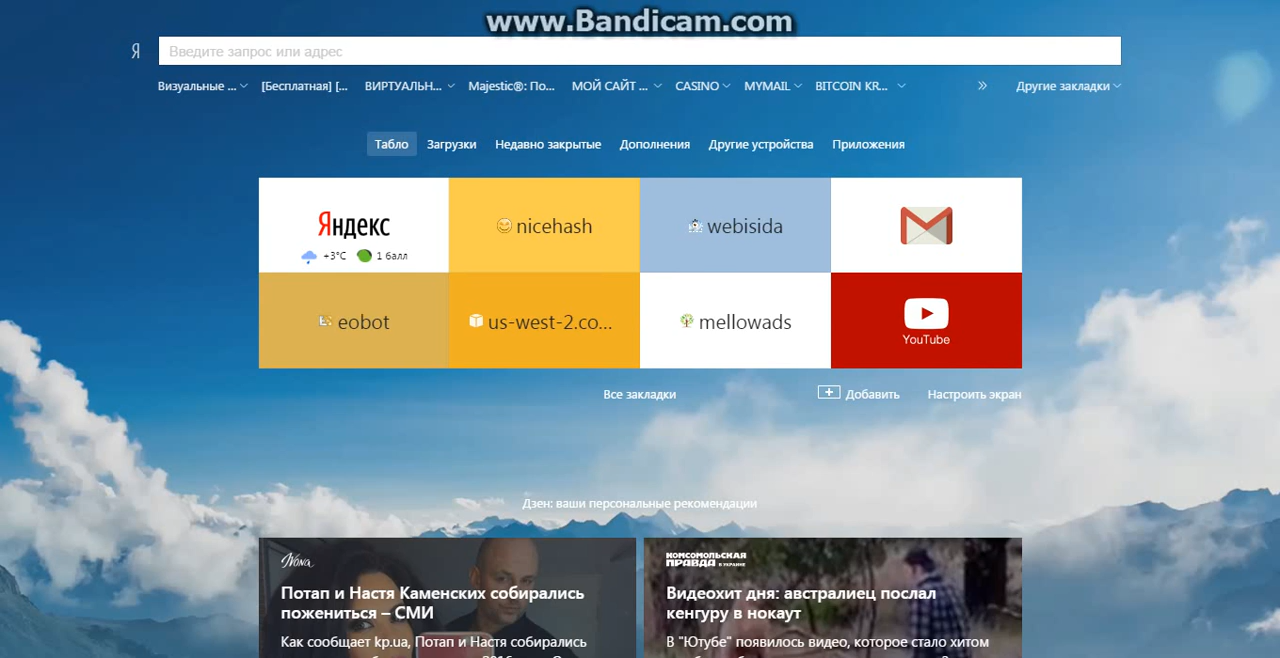 www.Bandicam.com
Я Введите запрос или адрес
Визуальные ... [Бесплатная] [... ВИРТУАЛЬН... Majestic®: По... МОЙ САЙТ ... CASINO MYMAIL BITCOIN KR... » Другие закладки
Табло Загрузки Недавно закрытые Дополнения Другие устройства Приложения
Яндекс nicehash webisida
+3°C 1 балл
eobot us-west-2.co... mellowads YouTube
Все закладки Добавить Настроить экран
Дзен: ваши персональные рекомендации
КОМСОМОЛЬСКАЯ
ПРАВДА В УКРАИНЕ
Потап и Настя Каменских собирались
пожениться – СМИ
Как сообщает kp.ua, Потап и Настя собирались
Видеохит дня: австралиец послал
кенгуру в нокаут
В "Ютубе" появилось видео, которое стало хитом